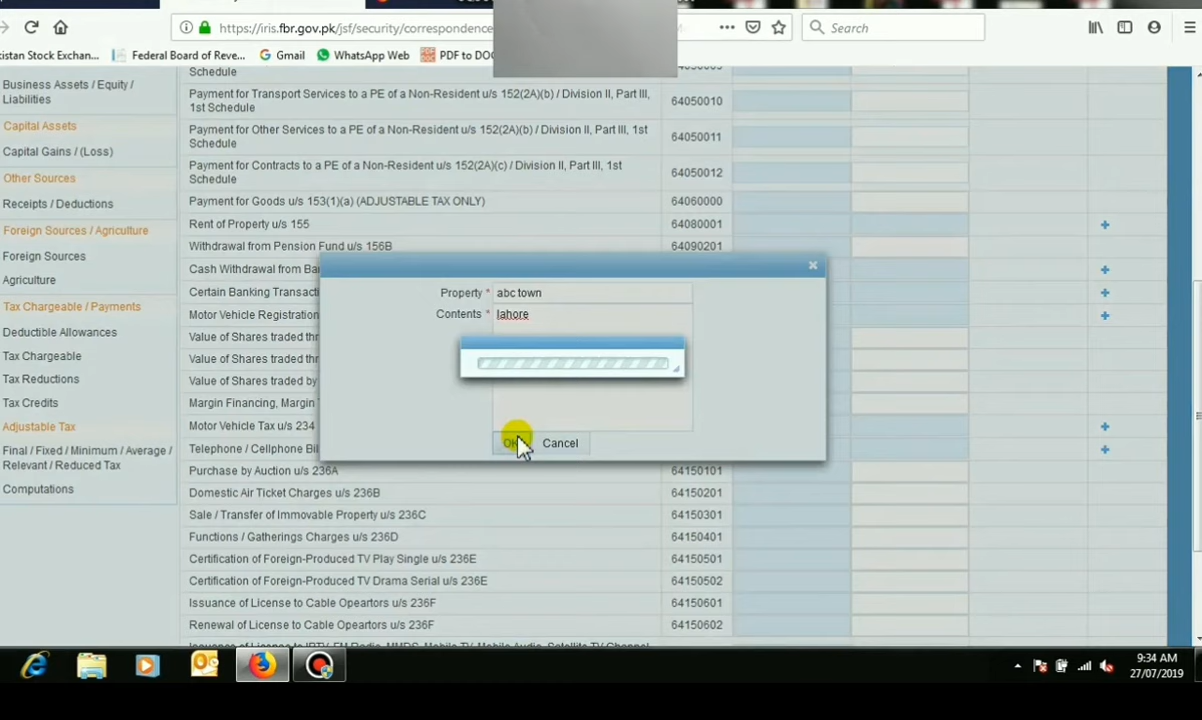 https://iris.fbr.gov.pk/jsf/security/correspondence
Search
kistan Stock Exchan...
Federal Board of Reve...
Gmail
WhatsApp Web
PDF to DOC
Business Assets / Equity /
Liabilities
Capital Assets
Capital Gains / (Loss)
Other Sources
Receipts / Deductions
Foreign Sources / Agriculture
Foreign Sources
Agriculture
Tax Chargeable / Payments
Deductible Allowances
Tax Chargeable
Tax Reductions
Tax Credits
Adjustable Tax
Final / Fixed / Minimum / Average /
Relevant / Reduced Tax
Computations
Schedule
Payment for Transport Services to a PE of a Non-Resident u/s 152(2A)(b) / Division II, Part III,
1st Schedule
64050010
Payment for Other Services to a PE of a Non-Resident u/s 152(2A)(b) / Division II, Part III, 1st
Schedule
64050011
Payment for Contracts to a PE of a Non-Resident u/s 152(2A)(c) / Division II, Part III, 1st
Schedule
64050012
Payment for Goods u/s 153(1)(a) (ADJUSTABLE TAX ONLY)
64060000
Rent of Property u/s 155
64080001
Withdrawal from Pension Fund u/s 156B
64090201
Cash Withdrawal from Ba
Certain Banking Transacti
Motor Vehicle Registration
Value of Shares traded thr
Value of Shares traded thr
Value of Shares traded by
Margin Financing, Margin
Motor Vehicle Tax u/s 234
Telephone / Cellphone Bil
Property * abc town
Contents * lahore
OK
Cancel
Purchase by Auction u/s 236A
64150101
Domestic Air Ticket Charges u/s 236B
64150201
Sale / Transfer of Immovable Property u/s 236C
64150301
Functions / Gatherings Charges u/s 236D
64150401
Certification of Foreign-Produced TV Play Single u/s 236E
64150501
Certification of Foreign-Produced TV Drama Serial u/s 236E
64150502
Issuance of License to Cable Opeartors u/s 236F
64150601
Renewal of License to Cable Opeartors u/s 236F
64150602
9:34 AM
27/07/2019